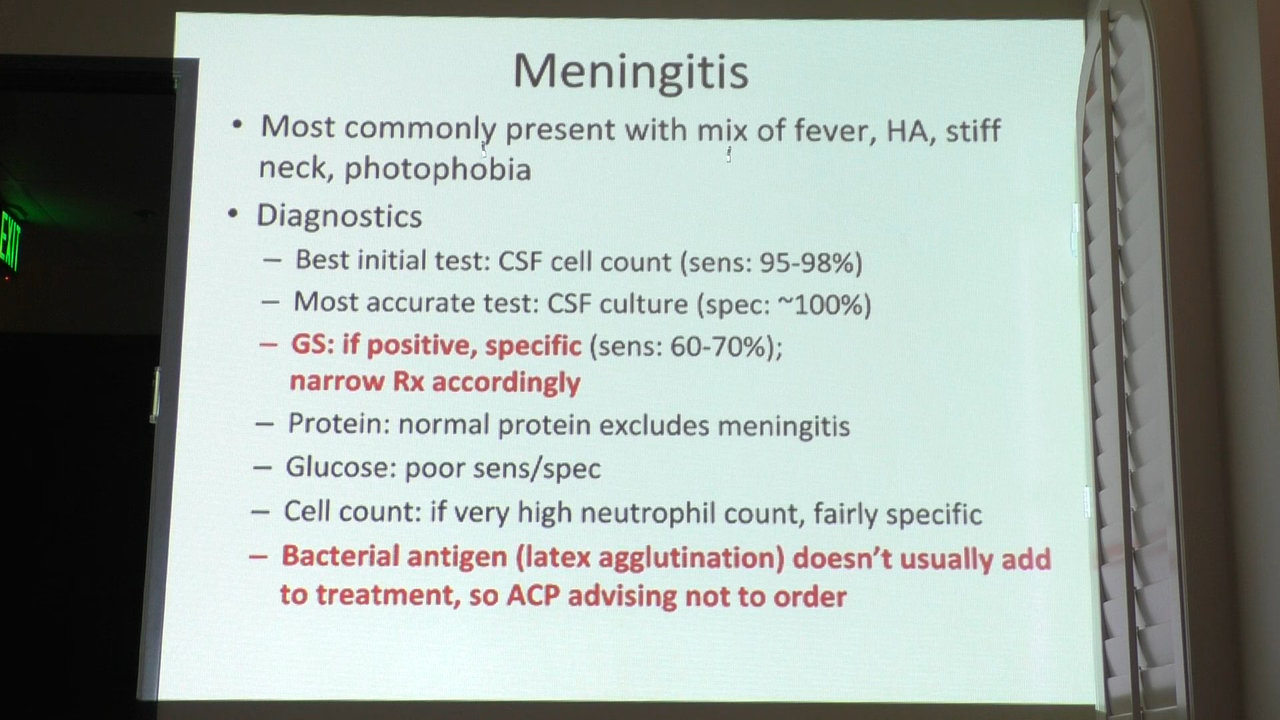 Meningitis
• Most commonly present with mix of fever, HA, stiff
neck, photophobia
• Diagnostics
– Best initial test: CSF cell count (sens: 95-98%)
– Most accurate test: CSF culture (spec: ~100%)
– GS: if positive, specific (sens: 60-70%);
narrow Rx accordingly
– Protein: normal protein excludes meningitis
– Glucose: poor sens/spec
– Cell count: if very high neutrophil count, fairly specific
– Bacterial antigen (latex agglutination) doesn't usually add
to treatment, so ACP advising not to order
EXIT